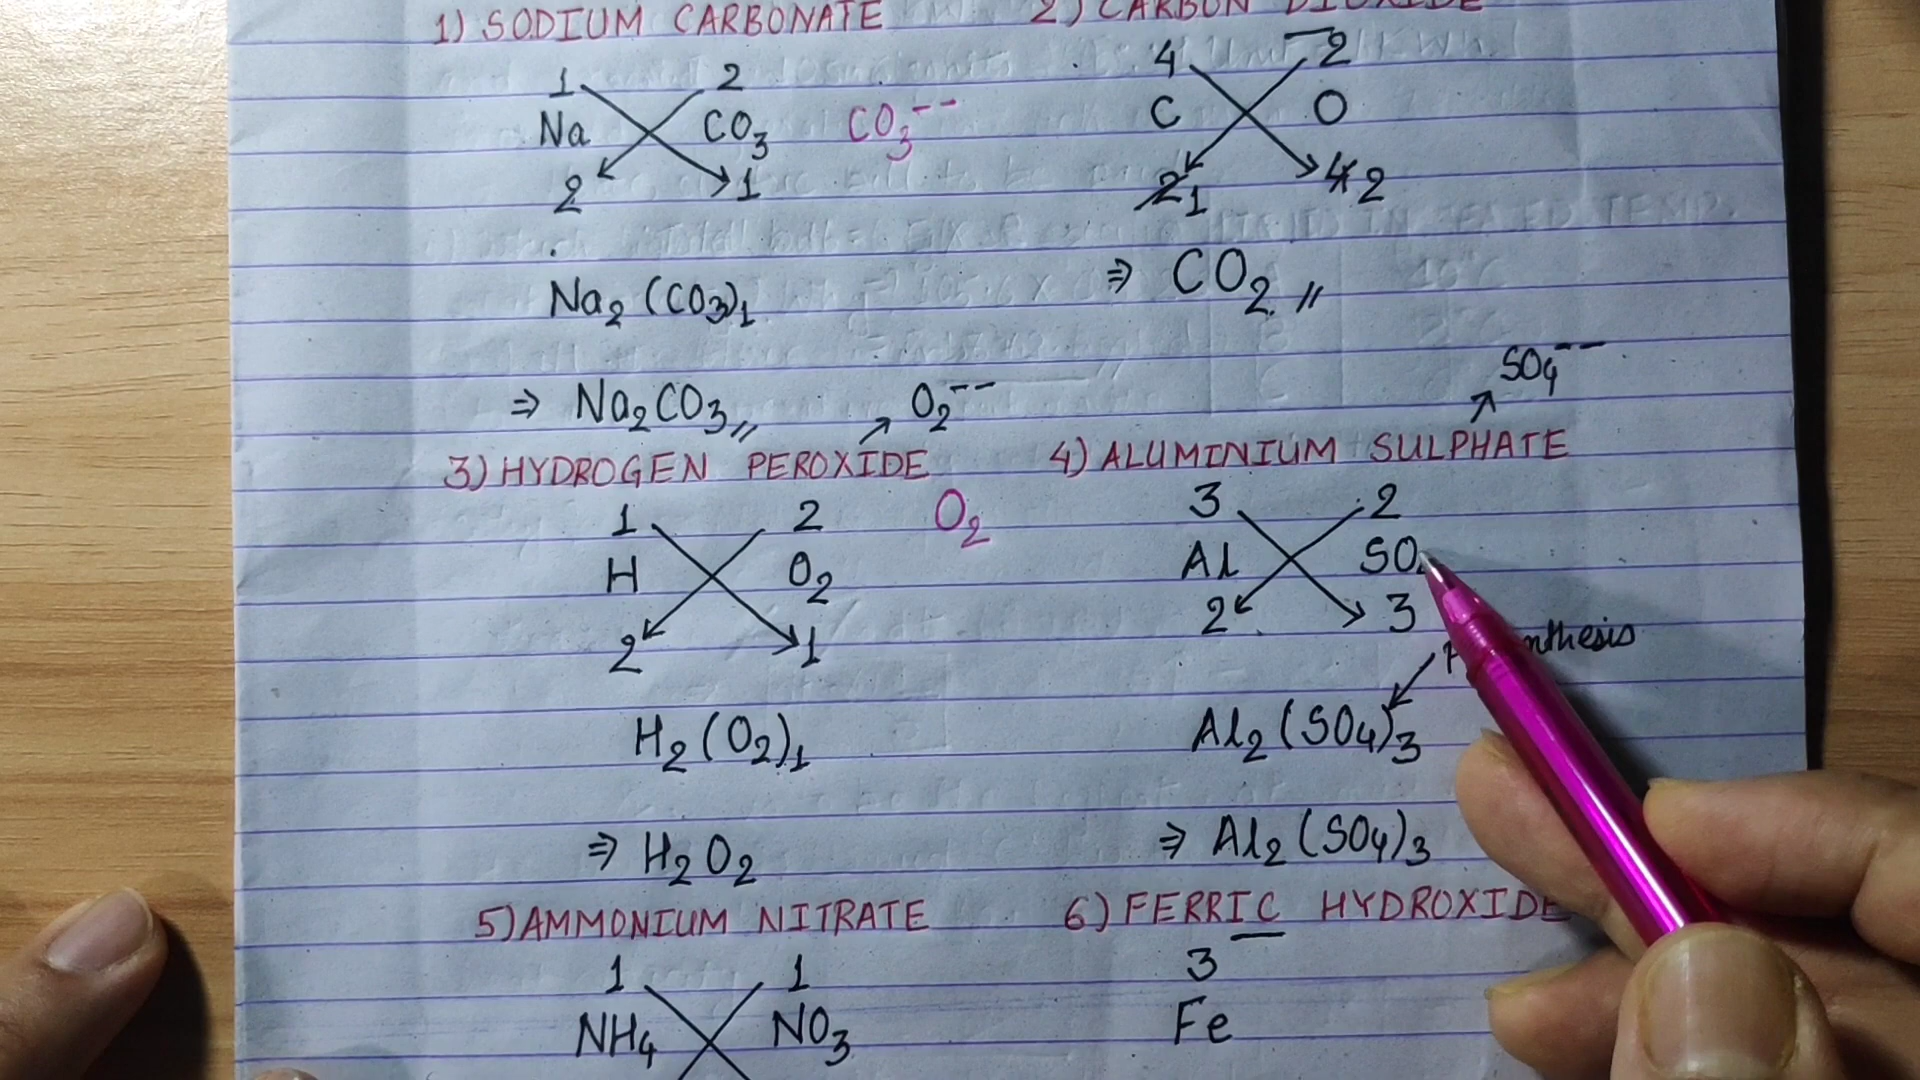 1) SODIUM CARBONATE
1 2
Na CO3 CO3--
2 1
Na2 (CO3)1
⇒ Na2CO3 //
2) CARBON DIOXIDE
4 2
C O
2 1 4 2
⇒ CO2 //
3) HYDROGEN PEROXIDE
O2--
1 2
H O2 O2
2 1
H2 (O2)1
⇒ H2O2
4) ALUMINIUM SULPHATE
SO4--
3 2
Al SO
2 3
Al2 (SO4)3
⇒ Al2 (SO4)3
5) AMMONIUM NITRATE
1 1
NH4 NO3
6) FERRIC HYDROXIDE
3
Fe